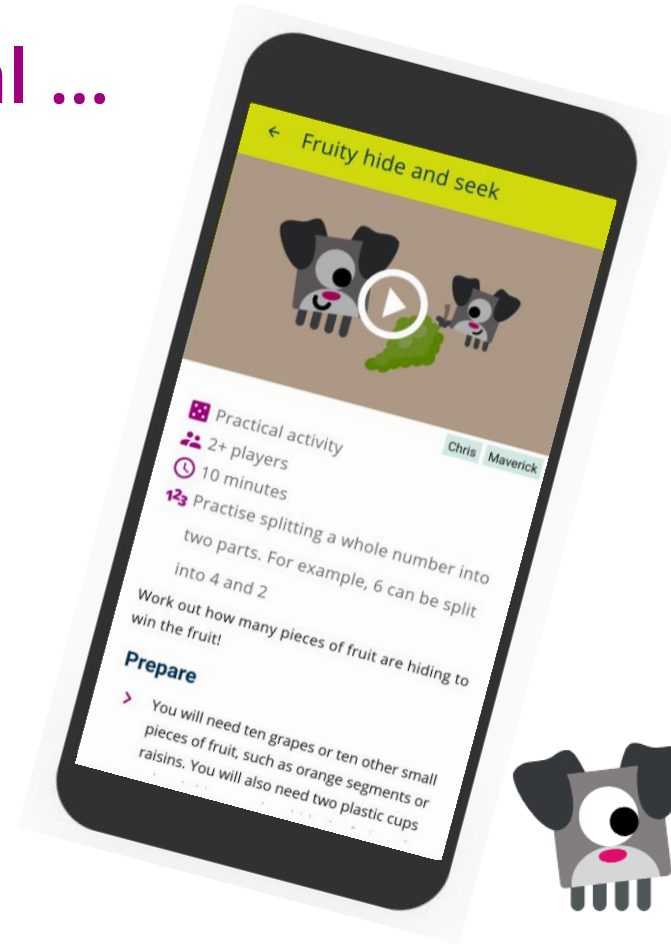 l ...
Fruity hide and seek
Practical activity
Chris Maverick
2+ players
10 minutes
123 Practise splitting a whole number into
two parts. For example, 6 can be split
into 4 and 2
Work out how many pieces of fruit are hiding to
win the fruit!
Prepare
You will need ten grapes or ten other small
pieces of fruit, such as orange segments or
raisins. You will also need two plastic cups